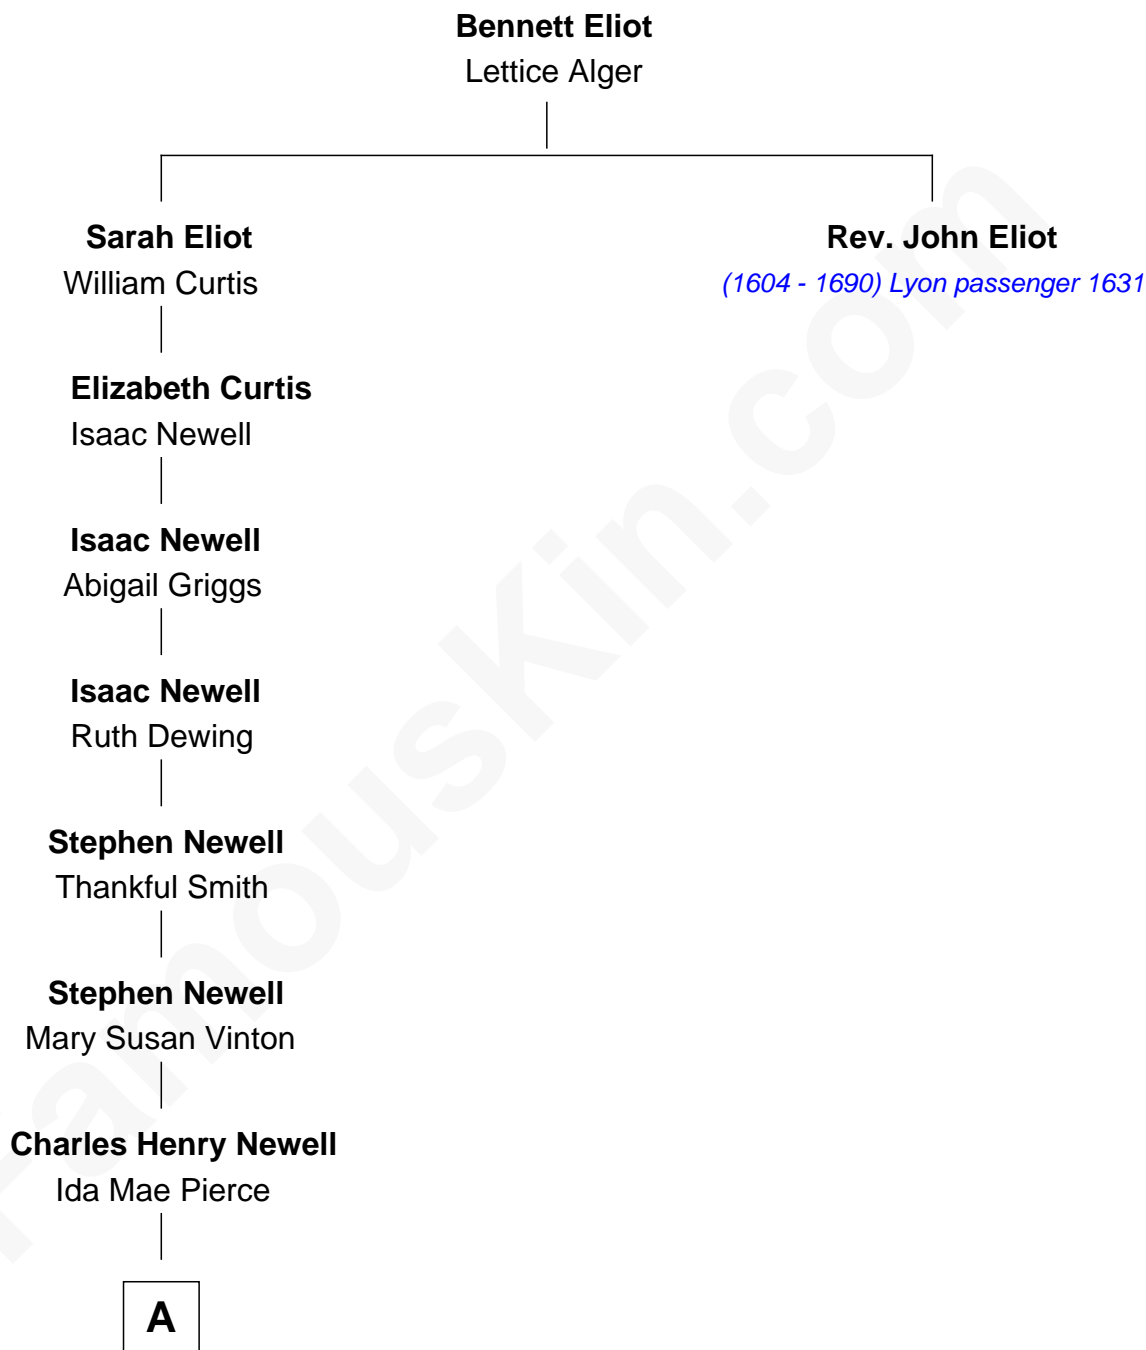 Bennett Eliot
Lettice Alger
Sarah Eliot
William Curtis
Rev. John Eliot
(1604 - 1690) Lyon passenger 1631
Elizabeth Curtis
Isaac Newell
Isaac Newell
Abigail Griggs
Isaac Newell
Ruth Dewing
Stephen Newell
Thankful Smith
Stephen Newell
Mary Susan Vinton
Charles Henry Newell
Ida Mae Pierce
A
FamousKin.com